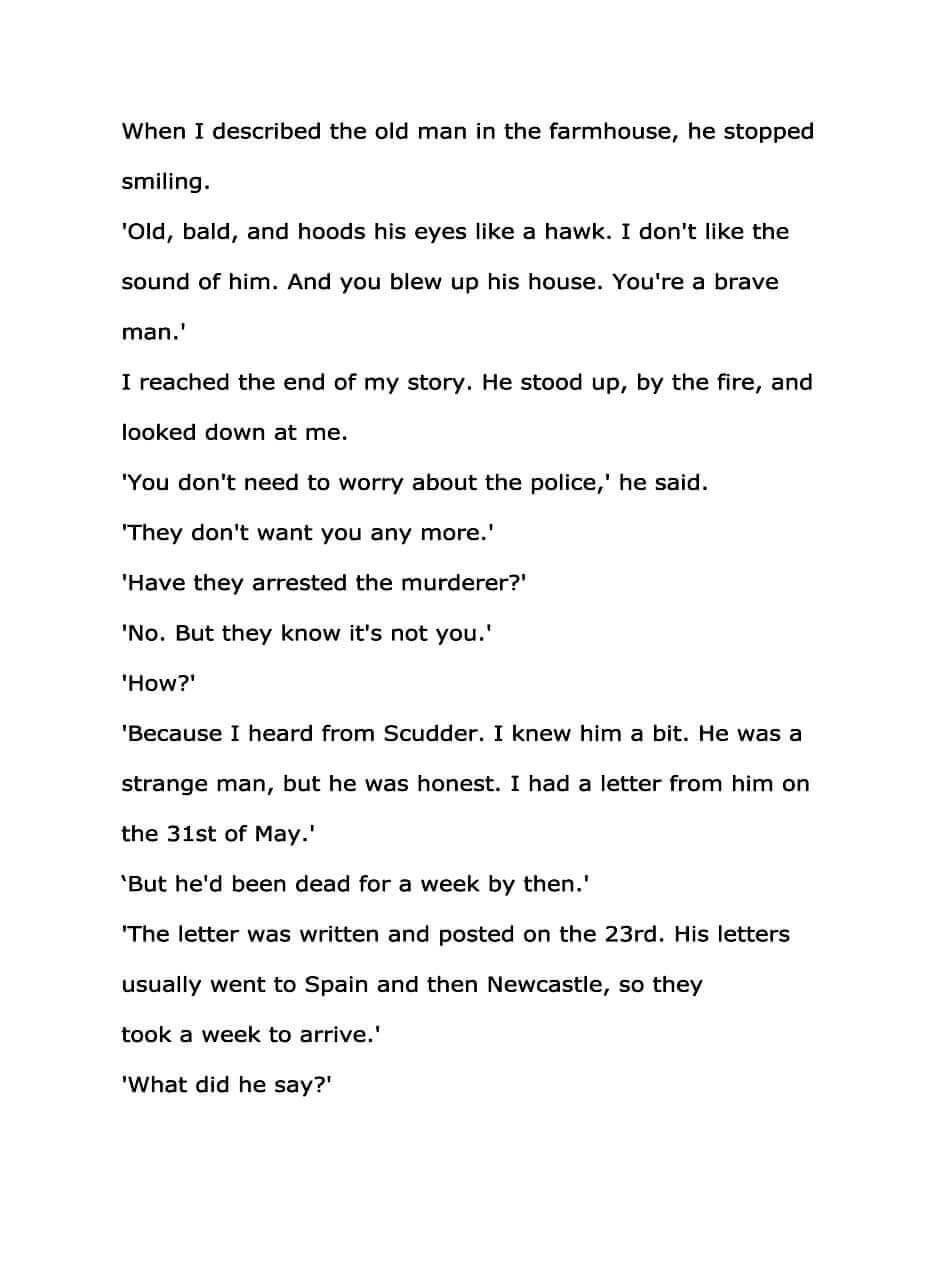 When I described the old man in the farmhouse, he stopped
smiling.
'Old, bald, and hoods his eyes like a hawk. I don't like the
sound of him. And you blew up his house. You're a brave
man.'
I reached the end of my story. He stood up, by the fire, and
looked down at me.
'You don't need to worry about the police,' he said.
'They don't want you any more.'
'Have they arrested the murderer?'
'No. But they know it's not you.'
'How?'
'Because I heard from Scudder. I knew him a bit. He was a
strange man, but he was honest. I had a letter from him on
the 31st of May.'
‘But he'd been dead for a week by then.'
'The letter was written and posted on the 23rd. His letters
usually went to Spain and then Newcastle, so they
took a week to arrive.'
'What did he say?'